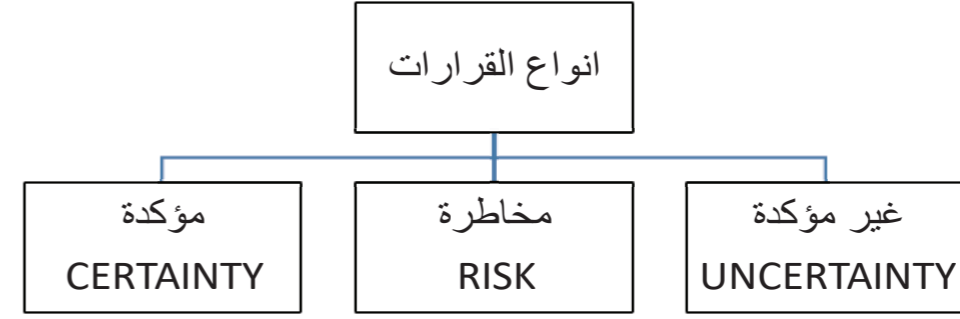 انواع القرارات
غير مؤكدة
UNCERTAINTY
مخاطرة
RISK
مؤكدة
CERTAINTY